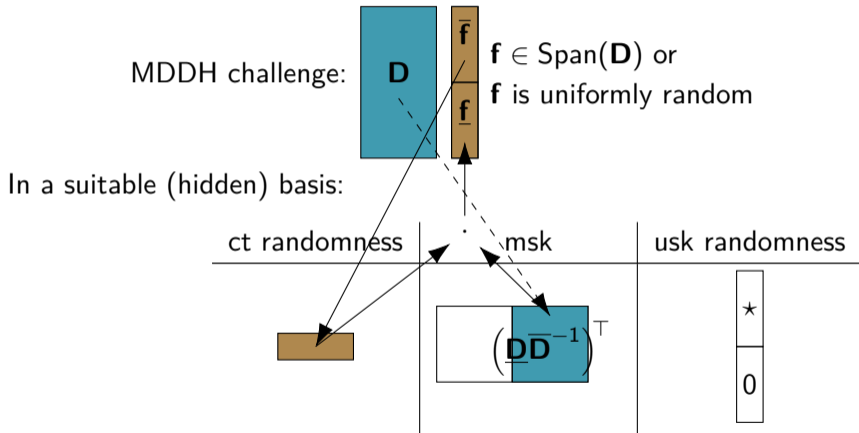 MDDH challenge: D f̅ f̲ f ∈ Span(D) or
f is uniformly random
In a suitable (hidden) basis:
ct randomness · msk usk randomness
(D̲D̅⁻¹)ᵀ ⋆
0